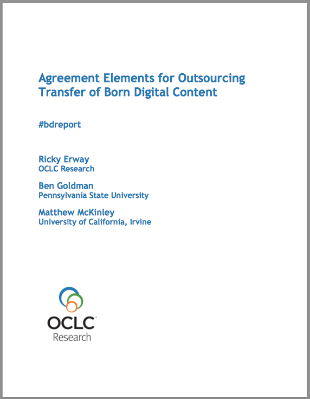 Agreement Elements for Outsourcing
Transfer of Born Digital Content
#bdreport
Ricky Erway
OCLC Research
Ben Goldman
Pennsylvania State University
Matthew McKinley
University of California, Irvine
OCLC
Research